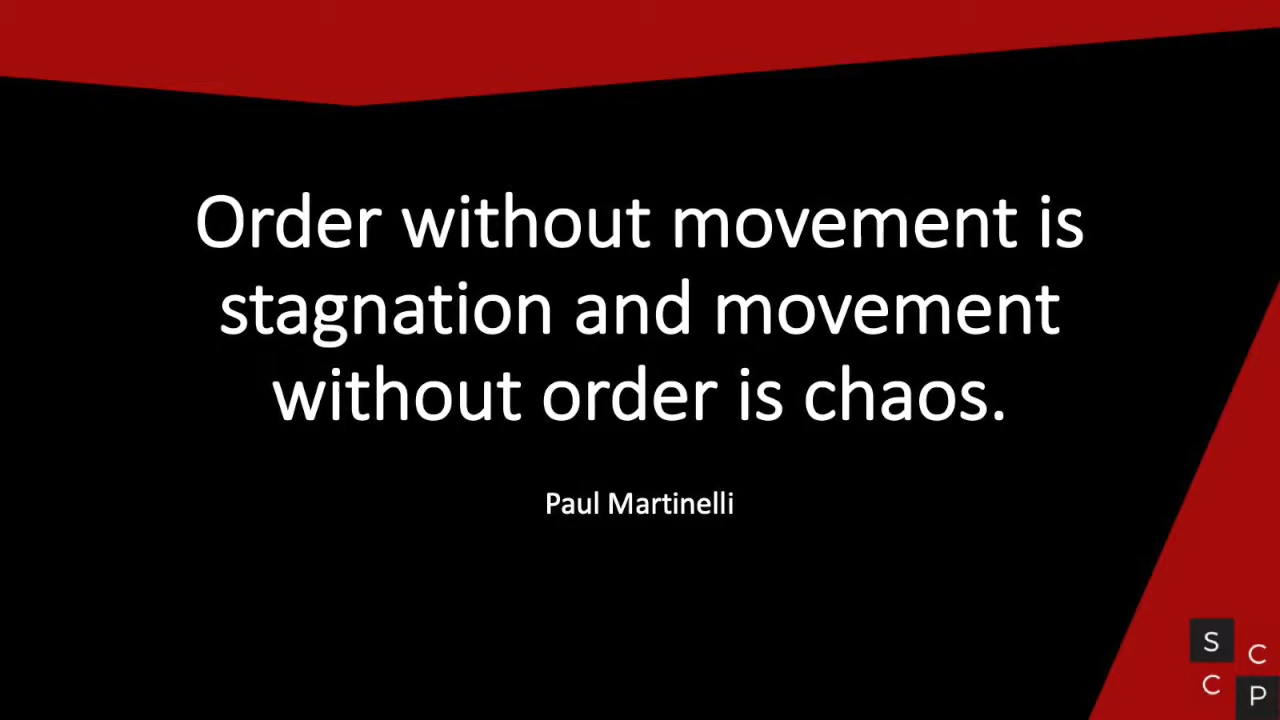 Order without movement is
stagnation and movement
without order is chaos.
Paul Martinelli
S
C
C
P